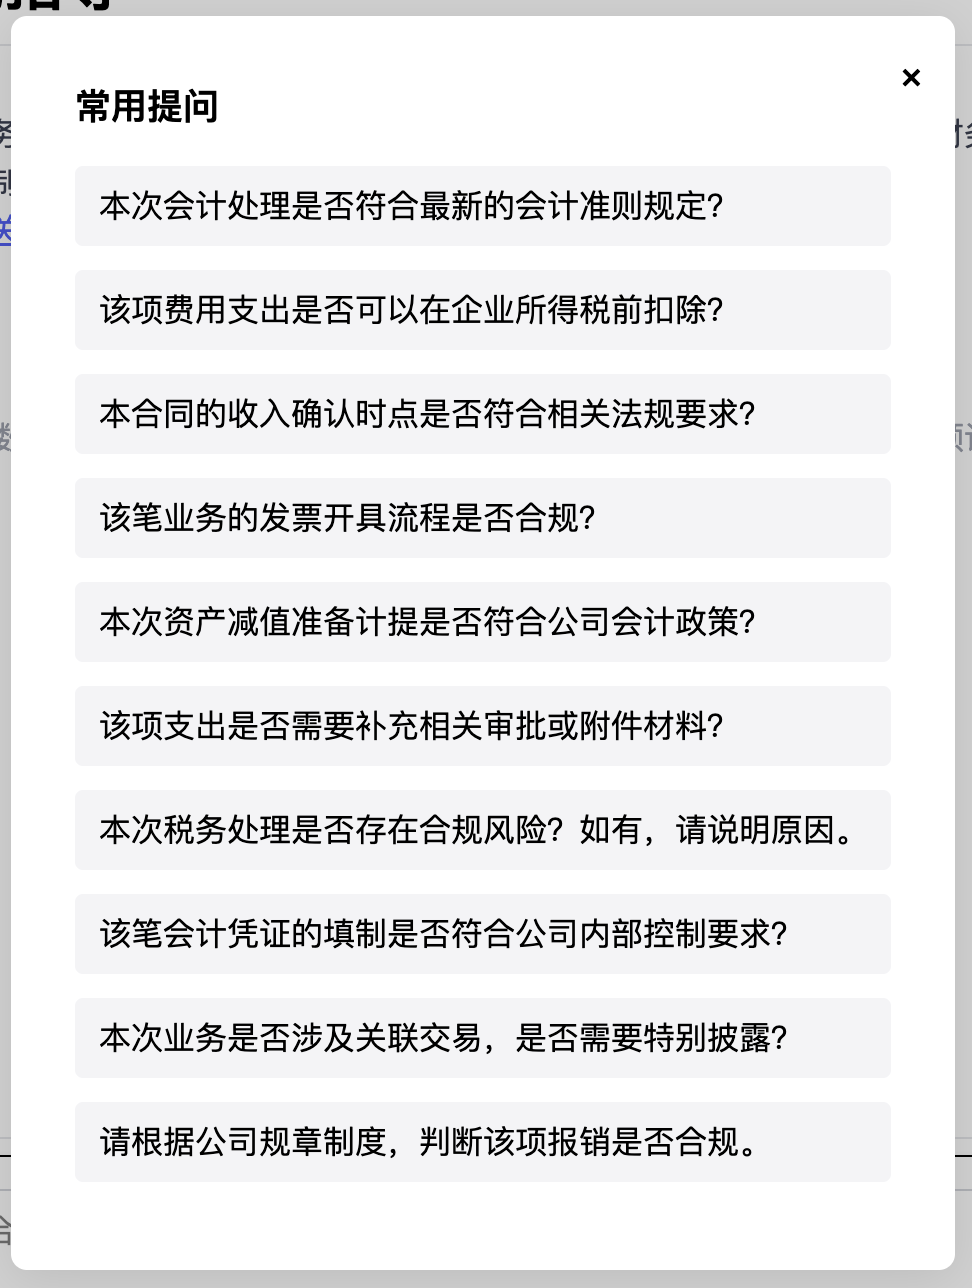 常用提问
×
本次会计处理是否符合最新的会计准则规定?
该项费用支出是否可以在企业所得税前扣除?
本合同的收入确认时点是否符合相关法规要求?
该笔业务的发票开具流程是否合规?
本次资产减值准备计提是否符合公司会计政策?
该项支出是否需要补充相关审批或附件材料?
本次税务处理是否存在合规风险? 如有，请说明原因。
该笔会计凭证的填制是否符合公司内部控制要求?
本次业务是否涉及关联交易，是否需要特别披露?
请根据公司规章制度，判断该项报销是否合规。